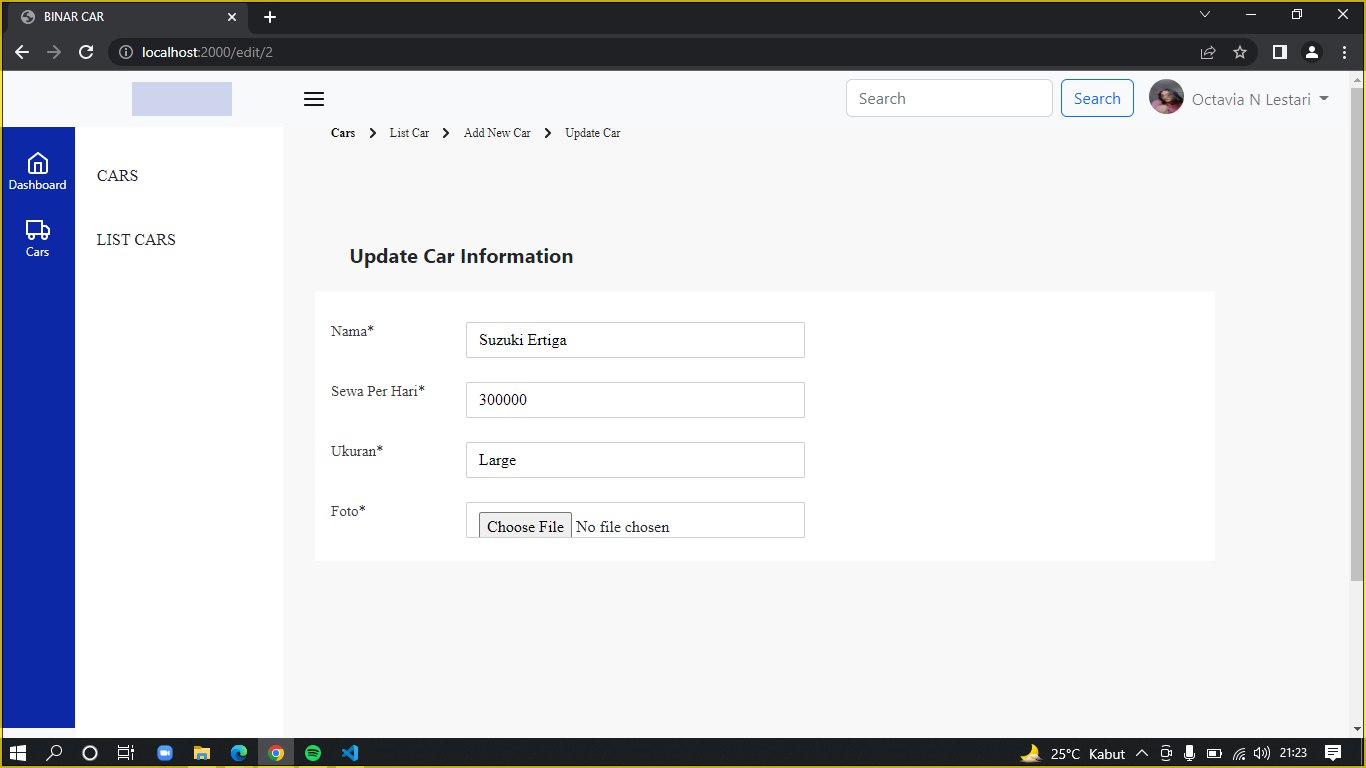 BINAR CAR
localhost:2000/edit/2
Search Search Octavia N Lestari
Cars List Car Add New Car Update Car
Dashboard
Cars
CARS
LIST CARS
Update Car Information
Nama* Suzuki Ertiga
Sewa Per Hari* 300000
Ukuran* Large
Foto* Choose File No file chosen
25°C Kabut 21:23